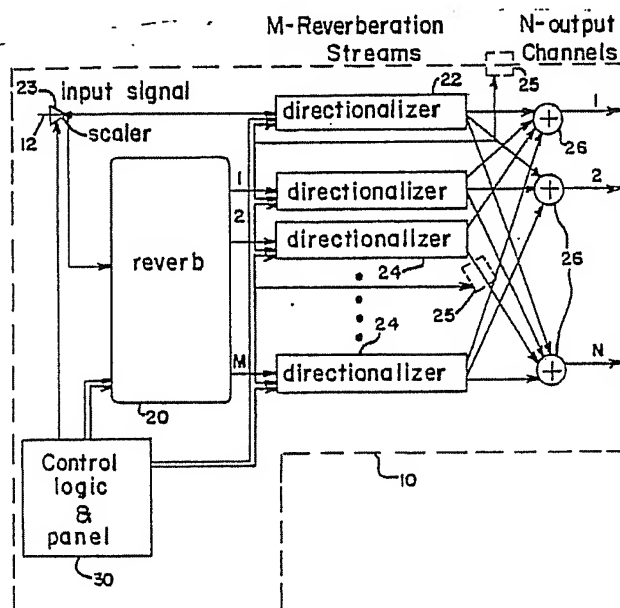 M-Reverberation
Streams
N-output
Channels
23
input signal
12
scaler
22
25
directionalizer
1
26
reverb
1
directionalizer
2
2
directionalizer
24
26
25
24
M
directionalizer
N
20
Control
logic
&
panel
30
10